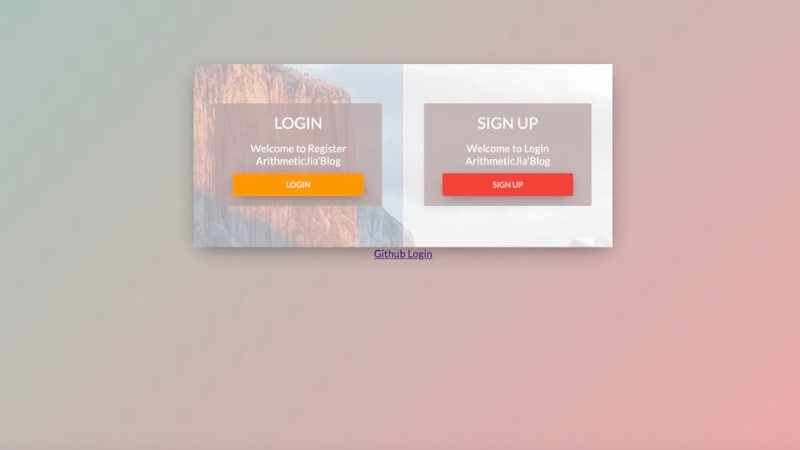 LOGIN
Welcome to Register
ArithmeticJia'Blog
LOGIN
SIGN UP
Welcome to Login
ArithmeticJia'Blog
SIGN UP
Github Login